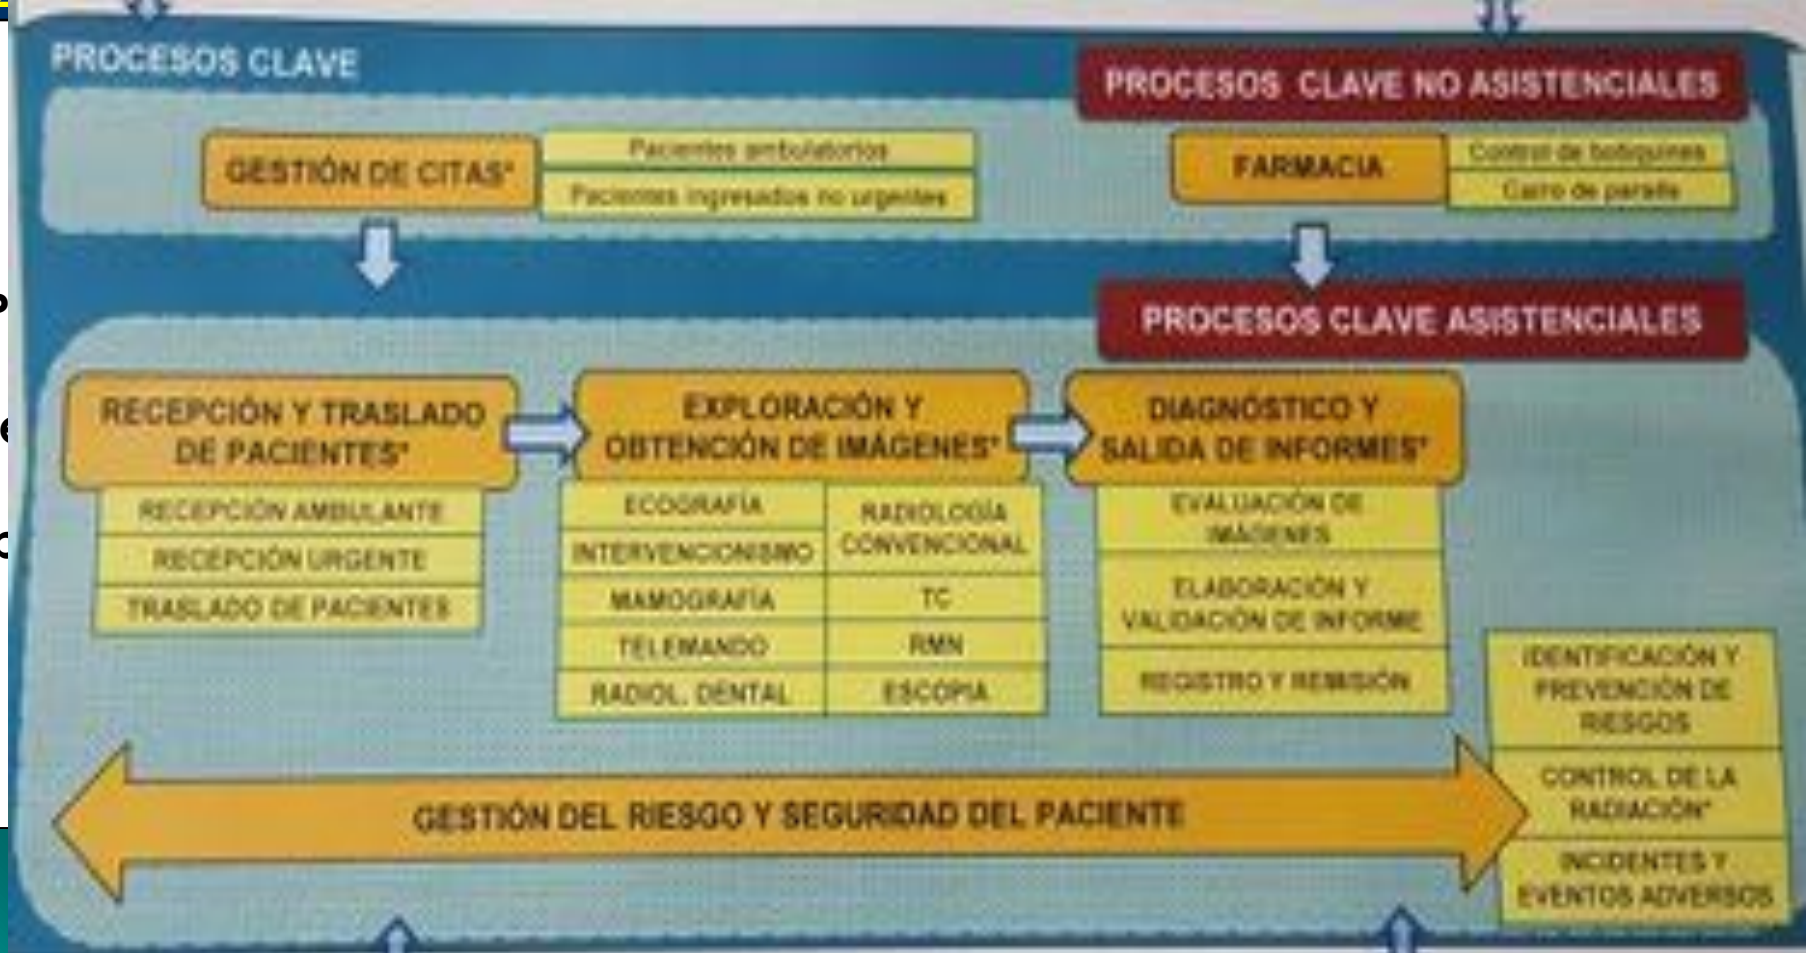 PROCESOS CLAVE
PROCESOS CLAVE NO ASISTENCIALES
GESTIÓN DE CITAS*
Pacientes ambulatorios
Pacientes ingresados no urgentes
FARMACIA
Control de botiquines
Carro de parada
PROCESOS CLAVE ASISTENCIALES
RECEPCIÓN Y TRASLADO
DE PACIENTES*
RECEPCIÓN AMBULANTE
RECEPCIÓN URGENTE
TRASLADO DE PACIENTES
EXPLORACIÓN Y
OBTENCIÓN DE IMÁGENES*
ECOGRAFÍA
INTERVENCIONISMO
MAMOGRAFÍA
TELEMANDO
RADIOL. DENTAL
RADIOLOGÍA
CONVENCIONAL
TC
RMN
ESCOPIA
DIAGNÓSTICO Y
SALIDA DE INFORMES*
EVALUACIÓN DE
IMÁGENES
ELABORACIÓN Y
VALIDACIÓN DE INFORME
REGISTRO Y REMISIÓN
GESTIÓN DEL RIESGO Y SEGURIDAD DEL PACIENTE
IDENTIFICACIÓN Y
PREVENCIÓN DE
RIESGOS
CONTROL DE LA
RADIACIÓN*
INCIDENTES Y
EVENTOS ADVERSOS